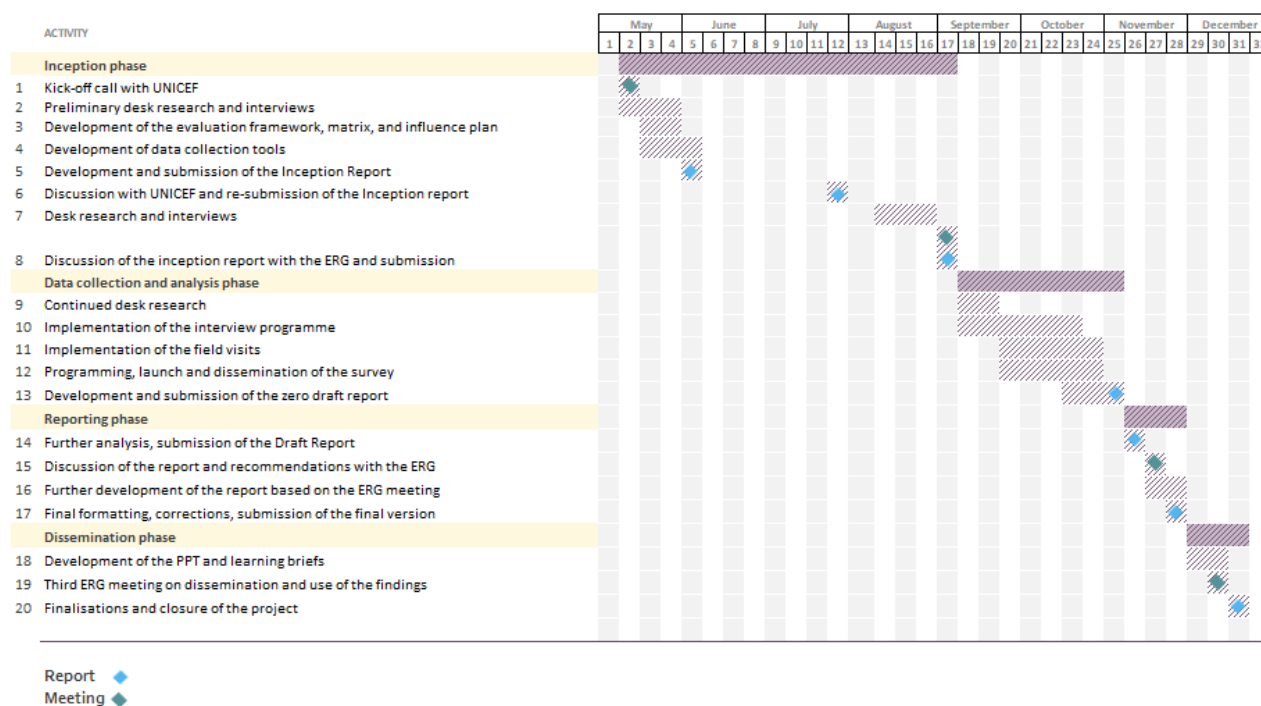 May June July August September October November December
ACTIVITY
1 2 3 4 5 6 7 8 9 10 11 12 13 14 15 16 17 18 19 20 21 22 23 24 25 26 27 28 29 30 31
Inception phase
1 Kick-off call with UNICEF
2 Preliminary desk research and interviews
3 Development of the evaluation framework, matrix, and influence plan
4 Development of data collection tools
5 Development and submission of the Inception Report
6 Discussion with UNICEF and re-submission of the Inception report
7 Desk research and interviews
8 Discussion of the inception report with the ERG and submission
Data collection and analysis phase
9 Continued desk research
10 Implementation of the interview programme
11 Implementation of the field visits
12 Programming, launch and dissemination of the survey
13 Development and submission of the zero draft report
Reporting phase
14 Further analysis, submission of the Draft Report
15 Discussion of the report and recommendations with the ERG
16 Further development of the report based on the ERG meeting
17 Final formatting, corrections, submission of the final version
Dissemination phase
18 Development of the PPT and learning briefs
19 Third ERG meeting on dissemination and use of the findings
20 Finalisations and closure of the project
Report
Meeting